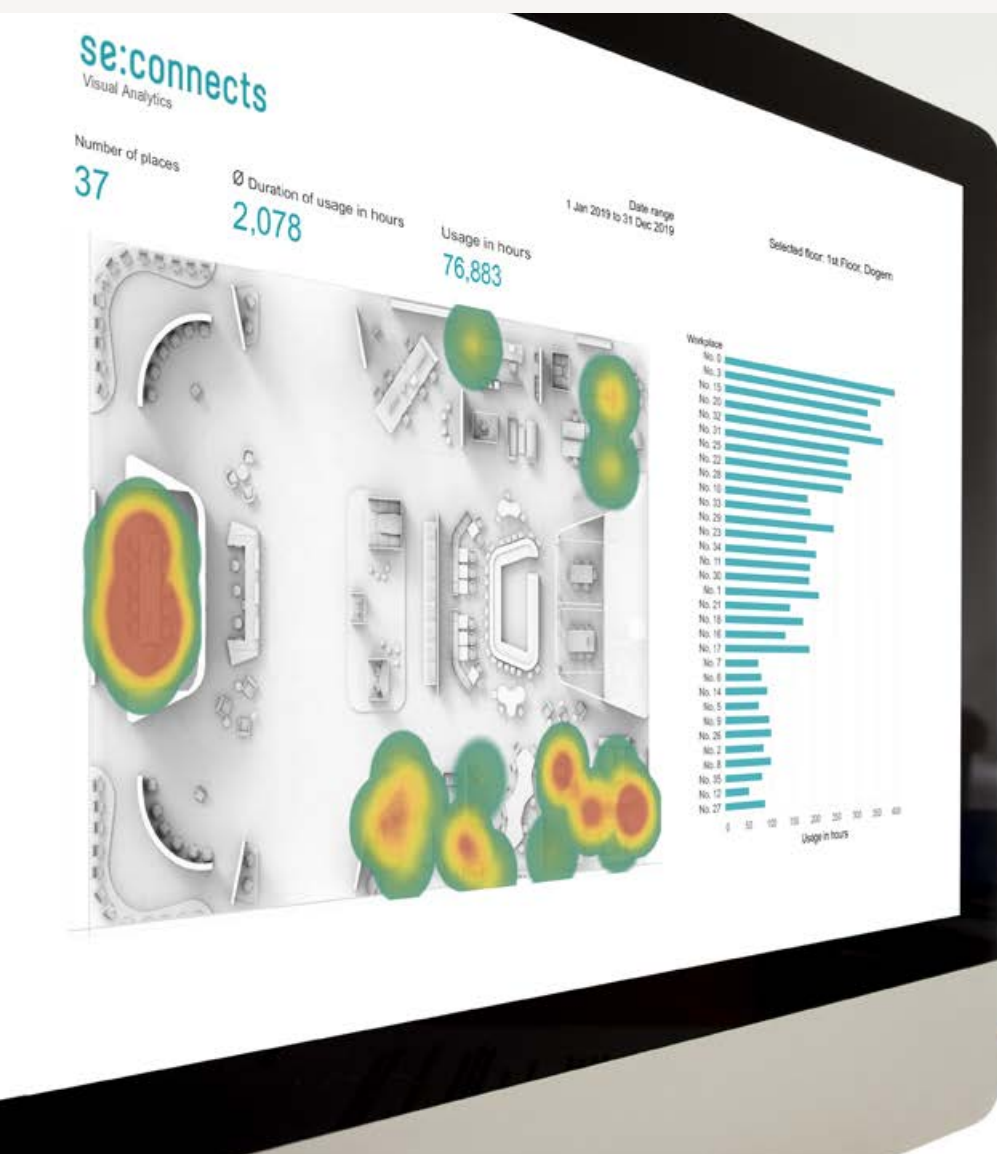 se:connects
Visual Analytics
Number of places
37
Ø Duration of usage in hours
2,078
Usage in hours
76,883
Date range
1 Jan 2019 to 31 Dec 2019
Selected floor: 1st Floor, Dogern
Workplace
No. 0
No. 3
No. 15
No. 20
No. 32
No. 31
No. 25
No. 22
No. 28
No. 10
No. 33
No. 29
No. 23
No. 34
No. 11
No. 30
No. 1
No. 21
No. 18
No. 16
No. 17
No. 7
No. 6
No. 14
No. 5
No. 9
No. 26
No. 2
No. 8
No. 35
No. 12
No. 27
0 50 100 150 200 250 300 350 400
Usage in hours